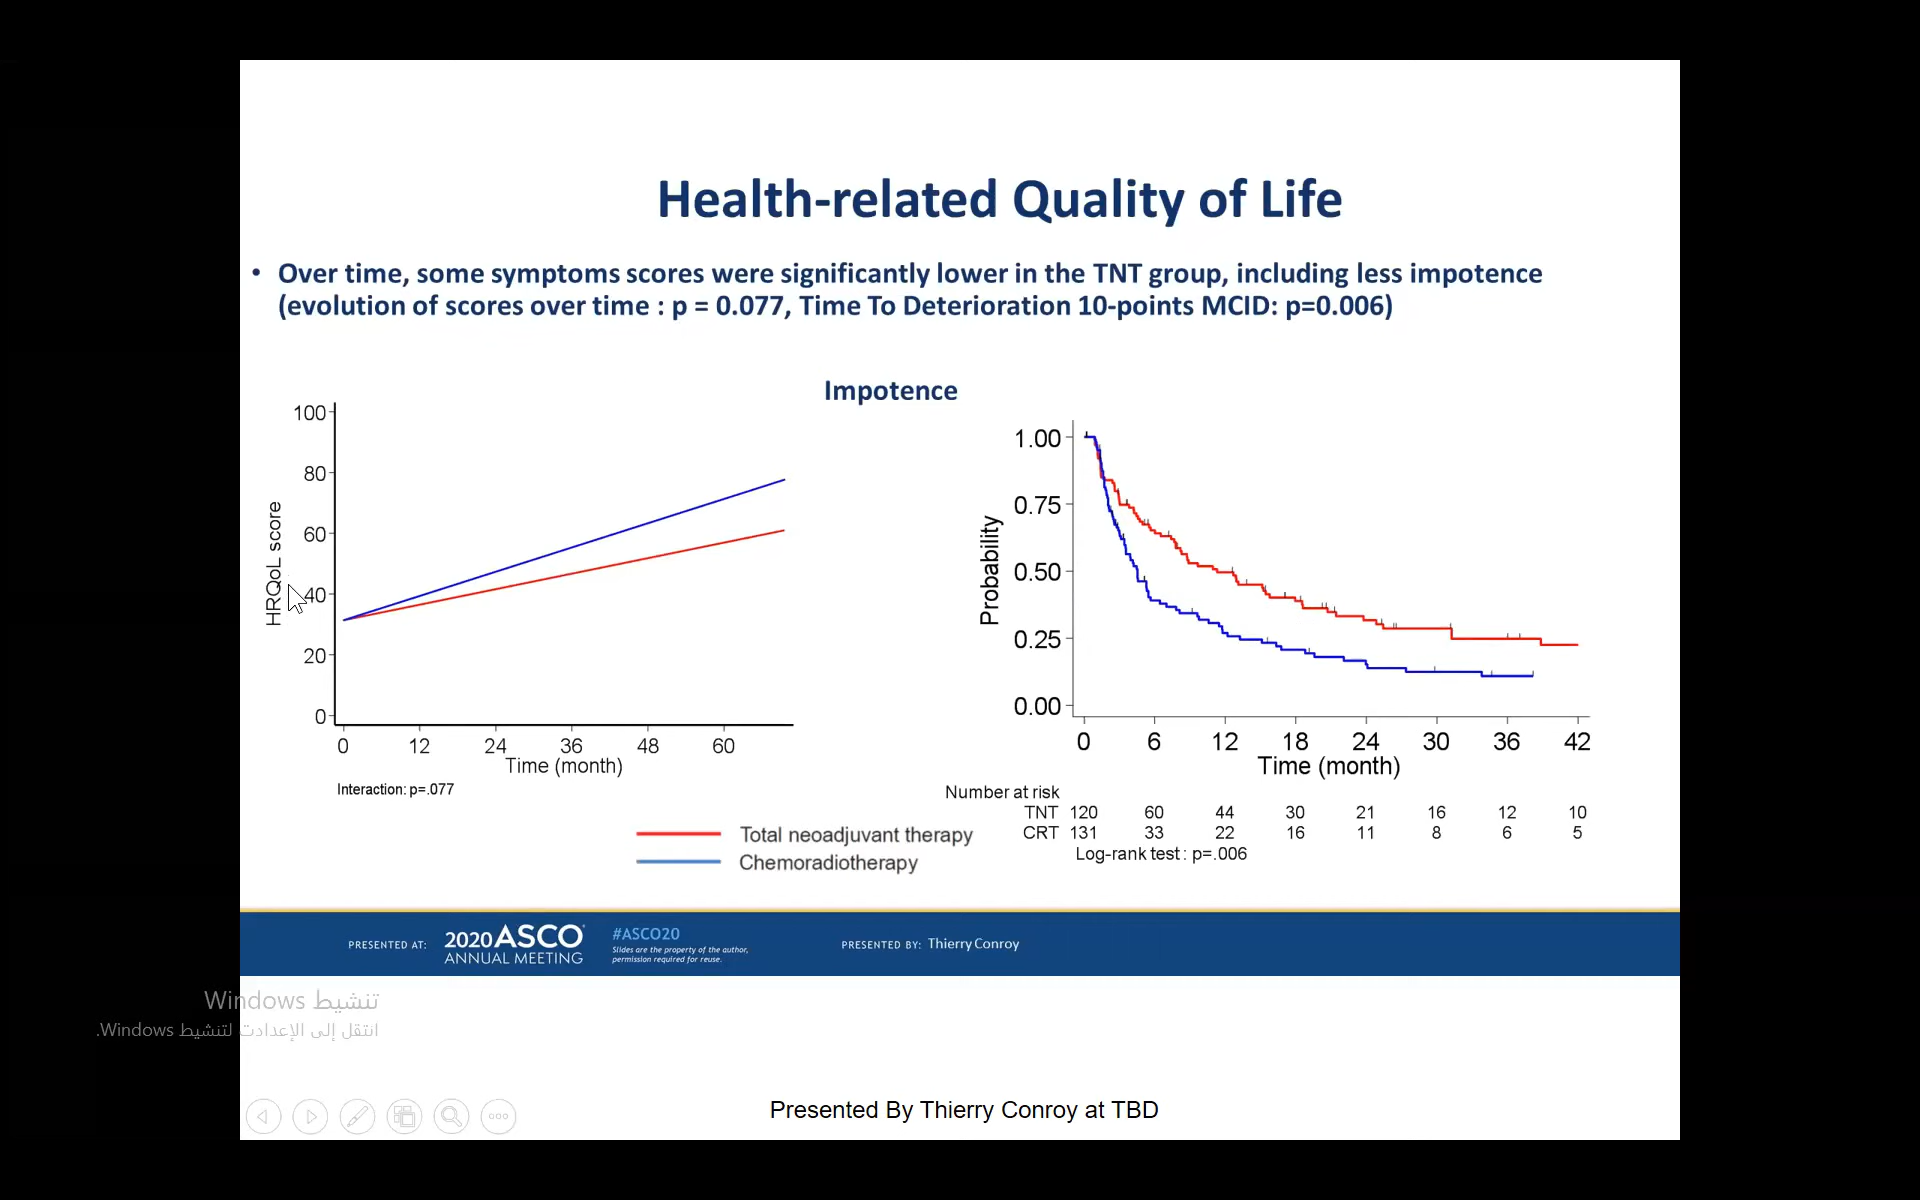 Health-related Quality of Life
• Over time, some symptoms scores were significantly lower in the TNT group, including less impotence
(evolution of scores over time : p = 0.077, Time To Deterioration 10-points MCID: p=0.006)
Impotence
HRQoL score
100
80
60
40
20
0
0 12 24 36 48 60
Time (month)
Interaction: p=.077
Probability
1.00
0.75
0.50
0.25
0.00
0 6 12 18 24 30 36 42
Time (month)
Number at risk
TNT 120 60 44 30 21 16 12 10
CRT 131 33 22 16 11 8 6 5
Log-rank test : p=.006
Total neoadjuvant therapy
Chemoradiotherapy
PRESENTED AT: 2020 ASCO
ANNUAL MEETING
#ASCO20
Slides are the property of the author,
permission required for reuse.
PRESENTED BY: Thierry Conroy
تنشيط Windows
انتقل إلى الإعدادت لتنشيط Windows.
Presented By Thierry Conroy at TBD